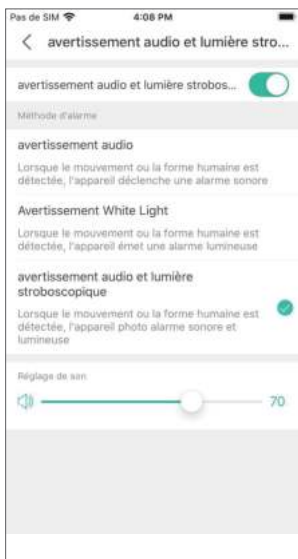 Pas de SIM 4:08 PM
avertissement audio et lumière stro...
avertissement audio et lumière strobos...
Méthode d'alarme
avertissement audio
Lorsque le mouvement ou la forme humaine est
détectée, l'appareil déclenche une alarme sonore
Avertissement White Light
Lorsque le mouvement ou la forme humaine est
détectée, l'appareil émet une alarme lumineuse
avertissement audio et lumière
stroboscopique
Lorsque le mouvement ou la forme humaine est
détectée, l'appareil photo alarme sonore et
lumineuse
Réglage de son
70